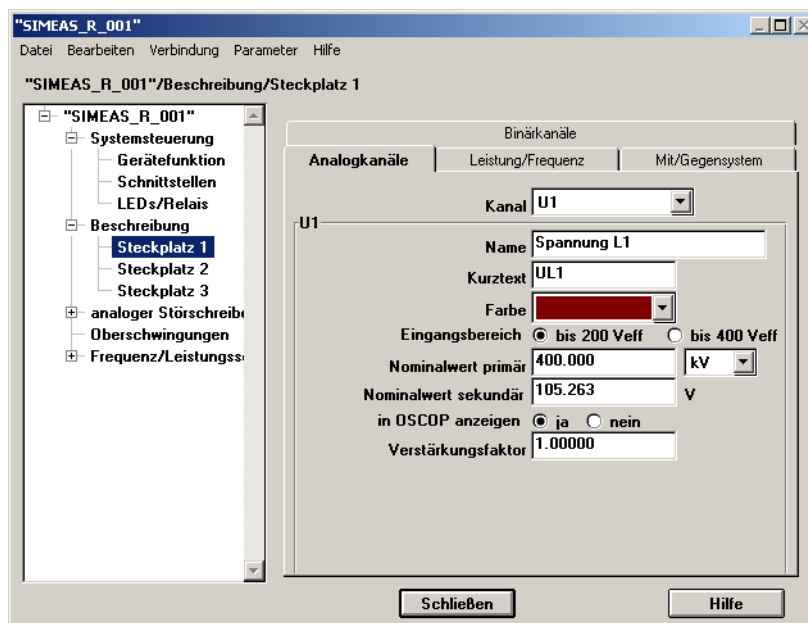 "SIMEAS_R_001"
Datei Bearbeiten Verbindung Parameter Hilfe
"SIMEAS_R_001"/Beschreibung/Steckplatz 1
"SIMEAS_R_001"
Systemsteuerung
Gerätefunktion
Schnittstellen
LEDs/Relais
Beschreibung
Steckplatz 1
Steckplatz 2
Steckplatz 3
analoger Störschreibe
Oberschwingungen
Frequenz/Leistungss
Binärkanäle
Analogkanäle Leistung/Frequenz Mit/Gegensystem
Kanal U1
U1
Name Spannung L1
Kurztext UL1
Farbe
Eingangsbereich bis 200 Veff bis 400 Veff
Nominalwert primär 400.000 kV
Nominalwert sekundär 105.263 V
in OSCOP anzeigen ja nein
Verstärkungsfaktor 1.00000
Schließen Hilfe